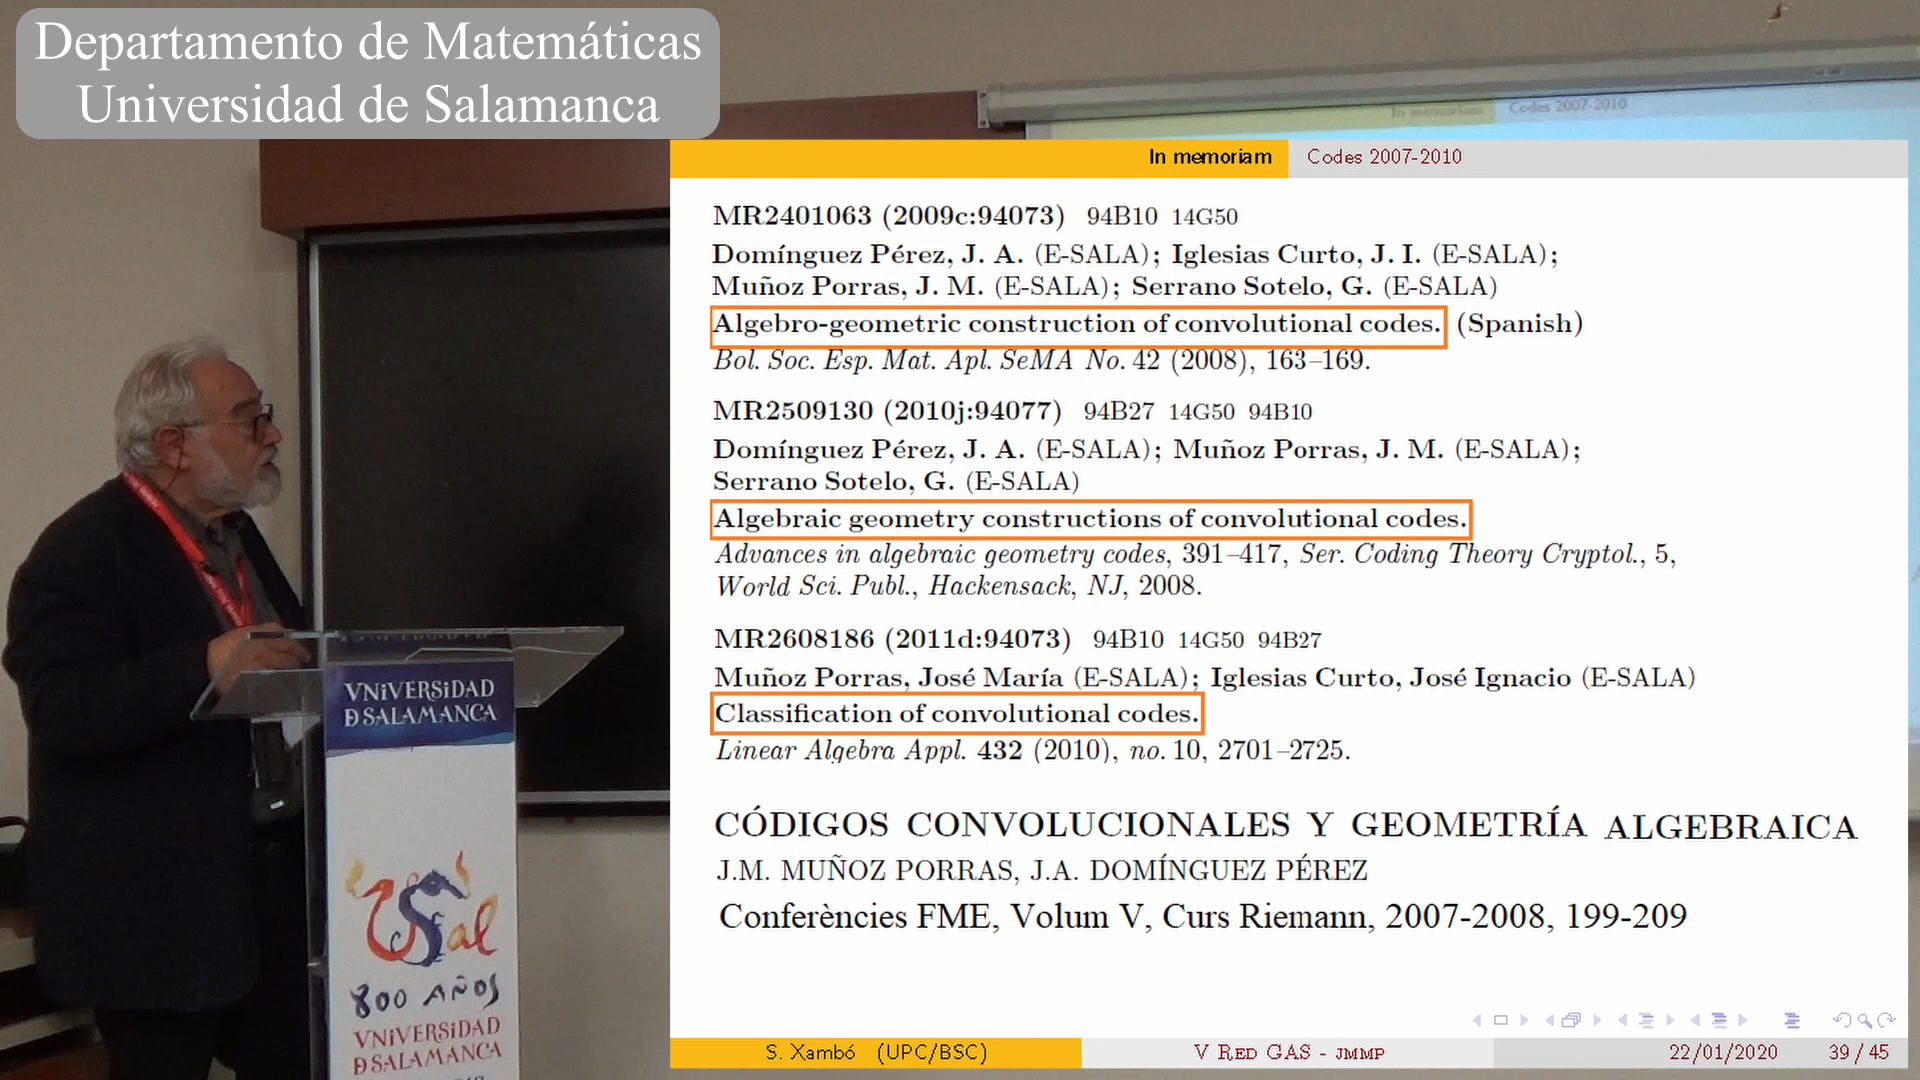 Departamento de Matemáticas
Universidad de Salamanca
In memoriam Codes 2007-2010
In memoriam Codes 2007-2010
MR2401063 (2009c:94073) 94B10 14G50
Domínguez Pérez, J. A. (E-SALA); Iglesias Curto, J. I. (E-SALA);
Muñoz Porras, J. M. (E-SALA); Serrano Sotelo, G. (E-SALA)
Algebro-geometric construction of convolutional codes. (Spanish)
Bol. Soc. Esp. Mat. Apl. SeMA No. 42 (2008), 163–169.
MR2509130 (2010j:94077) 94B27 14G50 94B10
Domínguez Pérez, J. A. (E-SALA); Muñoz Porras, J. M. (E-SALA);
Serrano Sotelo, G. (E-SALA)
Algebraic geometry constructions of convolutional codes.
Advances in algebraic geometry codes, 391–417, Ser. Coding Theory Cryptol., 5,
World Sci. Publ., Hackensack, NJ, 2008.
MR2608186 (2011d:94073) 94B10 14G50 94B27
Muñoz Porras, José María (E-SALA); Iglesias Curto, José Ignacio (E-SALA)
Classification of convolutional codes.
Linear Algebra Appl. 432 (2010), no. 10, 2701–2725.
CÓDIGOS CONVOLUCIONALES Y GEOMETRÍA ALGEBRAICA
J.M. MUÑOZ PORRAS, J.A. DOMÍNGUEZ PÉREZ
Conferències FME, Volum V, Curs Riemann, 2007-2008, 199-209
S. Xambó (UPC/BSC) V RED GAS - JMMP 22/01/2020 39 / 45
VNiVERSiDAD
D SALAMANCA
USal
800 AÑOS
VNiVERSiDAD
D SALAMANCA